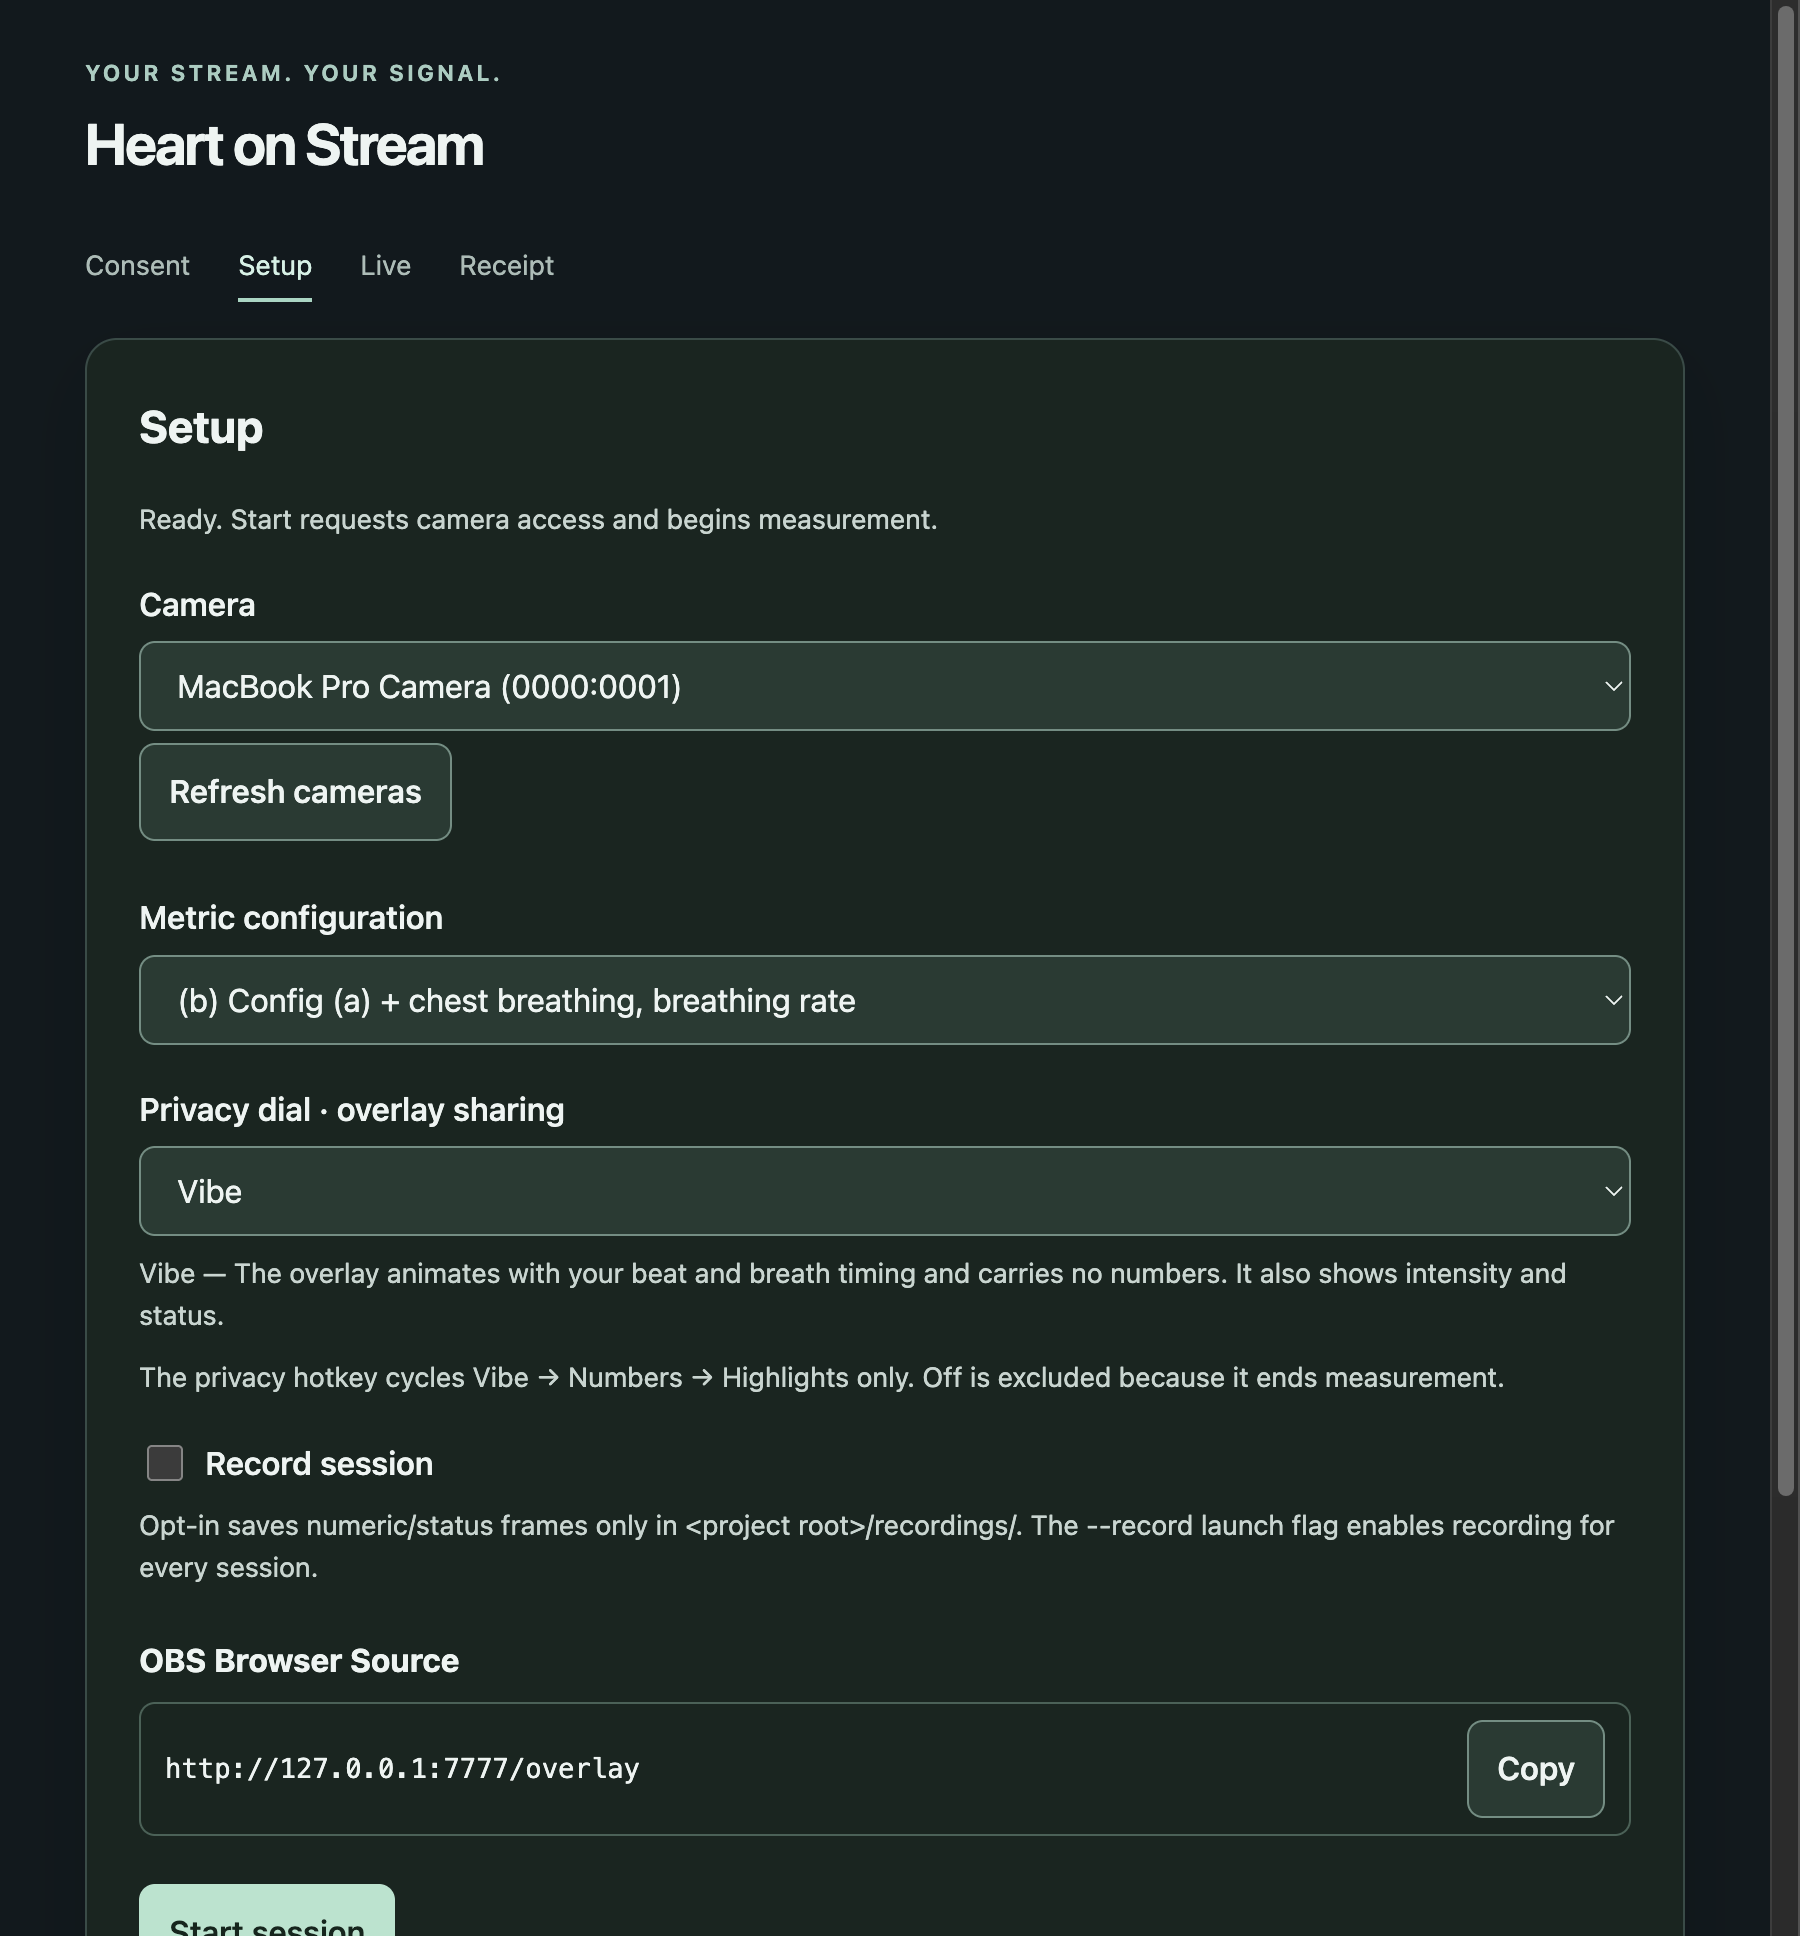 YOUR STREAM. YOUR SIGNAL.
Heart on Stream
Consent Setup Live Receipt
Setup
Ready. Start requests camera access and begins measurement.
Camera
MacBook Pro Camera (0000:0001)
Refresh cameras
Metric configuration
(b) Config (a) + chest breathing, breathing rate
Privacy dial · overlay sharing
Vibe
Vibe — The overlay animates with your beat and breath timing and carries no numbers. It also shows intensity and
status.
The privacy hotkey cycles Vibe → Numbers → Highlights only. Off is excluded because it ends measurement.
Record session
Opt-in saves numeric/status frames only in <project root>/recordings/. The --record launch flag enables recording for
every session.
OBS Browser Source
http://127.0.0.1:7777/overlay
Copy
Start session